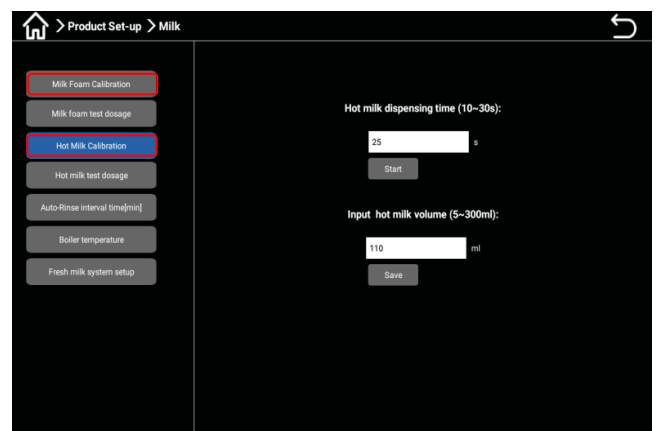 Product Set-up > Milk
Milk Foam Calibration
Milk foam test dosage
Hot Milk Calibration
Hot milk test dosage
Auto-Rinse interval time[min]
Boiler temperature
Fresh milk system setup
Hot milk dispensing time (10~30s):
25 s
Start
Input hot milk volume (5~300ml):
110 ml
Save